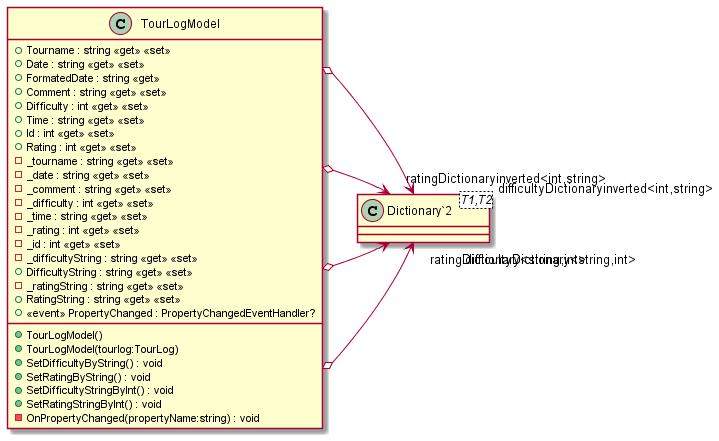 C TourLogModel
Tourname : string «get» «set»
Date : string «get» «set»
FormatedDate : string «get»
Comment : string «get» «set»
Difficulty : int «get» «set»
Time : string «get» «set»
Id : int «get» «set»
Rating : int «get» «set»
_tourname : string «get» «set»
_date : string «get» «set»
_comment : string «get» «set»
_difficulty : int «get» «set»
_time : string «get» «set»
_rating : int «get» «set»
_id : int «get» «set»
_difficultyString : string «get» «set»
DifficultyString : string «get» «set»
_ratingString : string «get» «set»
RatingString : string «get» «set»
«event» PropertyChanged : PropertyChangedEventHandler?
TourLogModel()
TourLogModel(tourlog:TourLog)
SetDifficultyByString() : void
SetRatingByString() : void
SetDifficultyStringByInt() : void
SetRatingStringByInt() : void
OnPropertyChanged(propertyName:string) : void
ratingDictionaryinverted<int,string>
difficultyDictionaryinverted<int,string>
T1,T2
C Dictionary`2
ratingDictionary<string,int>
DifficultyDictionary<string,int>